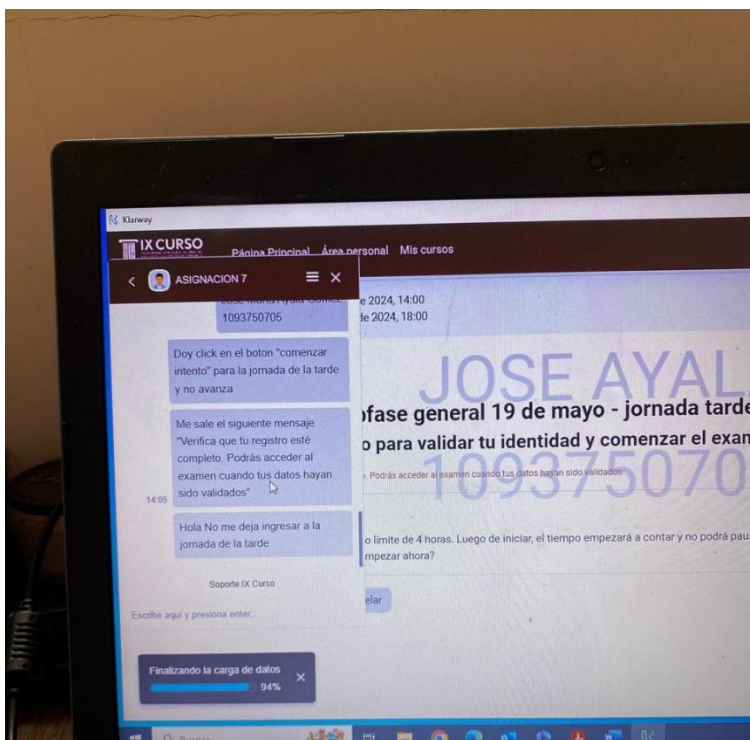 Klarway
IX CURSO
Página Principal Área personal Mis cursos
ASIGNACION 7
1093750705
e 2024, 14:00
de 2024, 18:00
Doy click en el boton "comenzar
intento" para la jornada de la tarde
y no avanza
JOSE AYAL
109375070
ofase general 19 de mayo - jornada tarde
o para validar tu identidad y comenzar el exan
. Podrás acceder al examen cuando tus datos hayan sido validados
Me sale el siguiente mensaje
"Verifica que tu registro esté
completo. Podrás acceder al
examen cuando tus datos hayan
sido validados"
14:05
Hola No me deja ingresar a la
jornada de la tarde
o límite de 4 horas. Luego de iniciar, el tiempo empezará a contar y no podrá pau
mpezar ahora?
elar
Soporte IX Curso
Escribe aquí y presiona enter..
Finalizando la carga de datos
94%